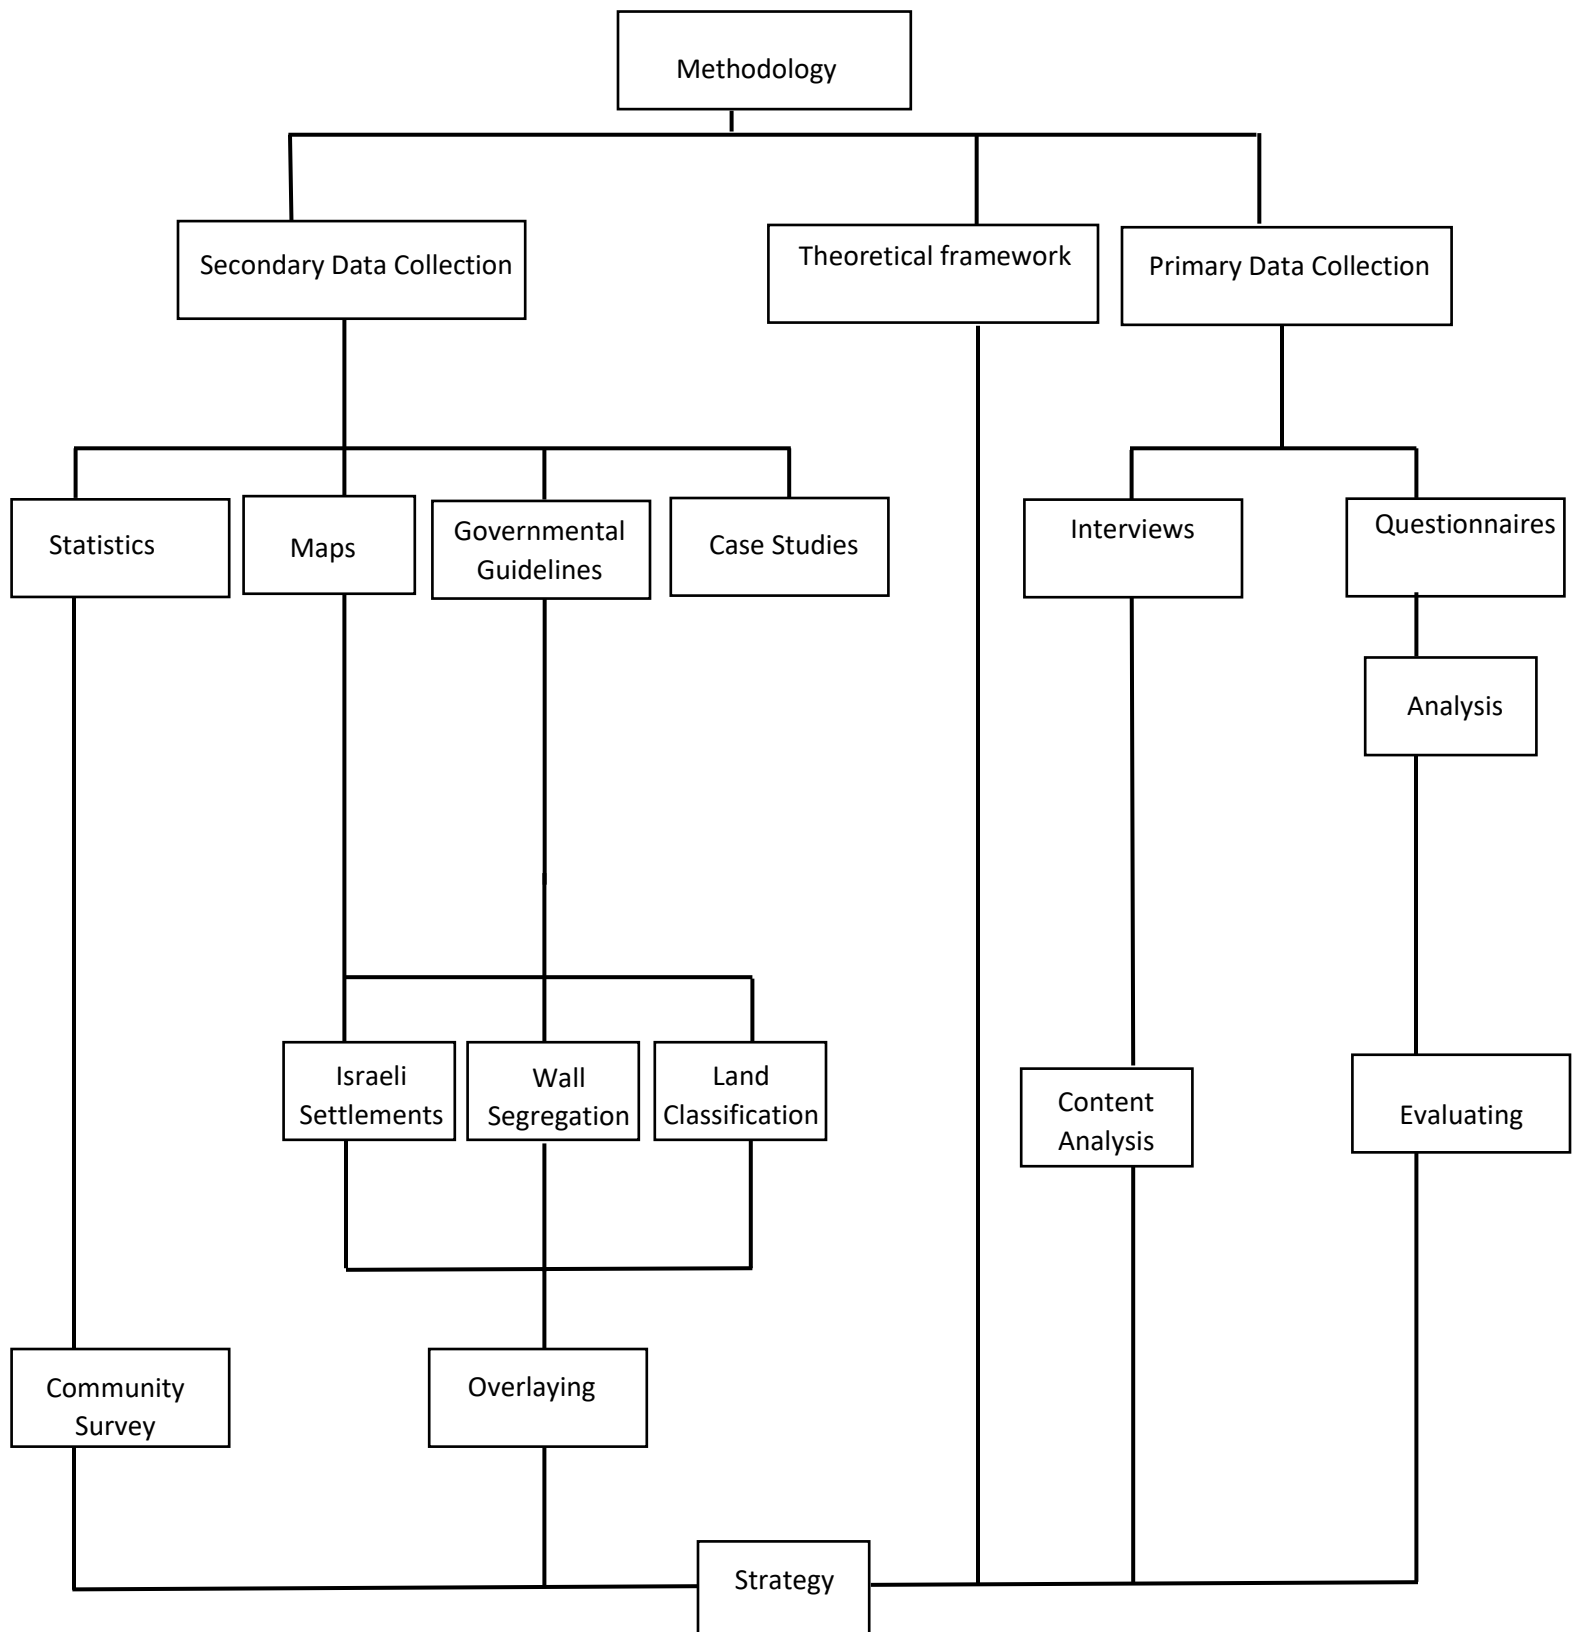 Methodology
Secondary Data Collection
Theoretical framework
Primary Data Collection
Statistics
Maps
Governmental
Guidelines
Case Studies
Interviews
Questionnaires
Analysis
Israeli
Settlements
Wall
Segregation
Land
Classification
Content
Analysis
Evaluating
Community
Survey
Overlaying
Strategy